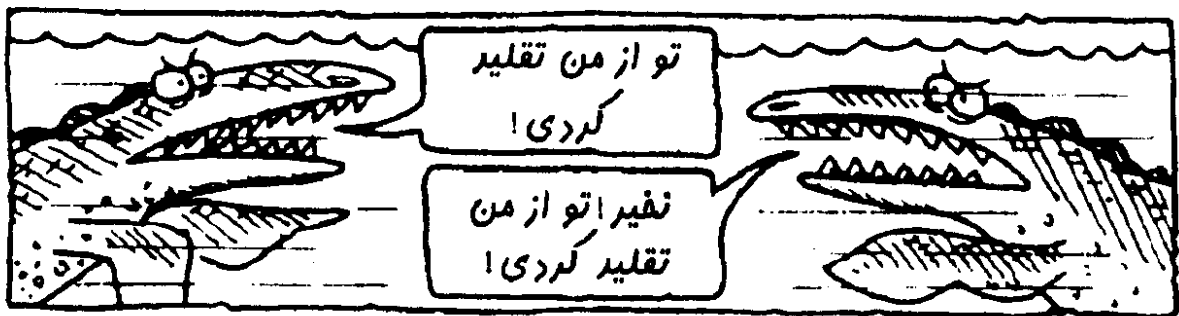 تو از من تقلید
کردی!
نخیر! تو از من
تقلید کردی!